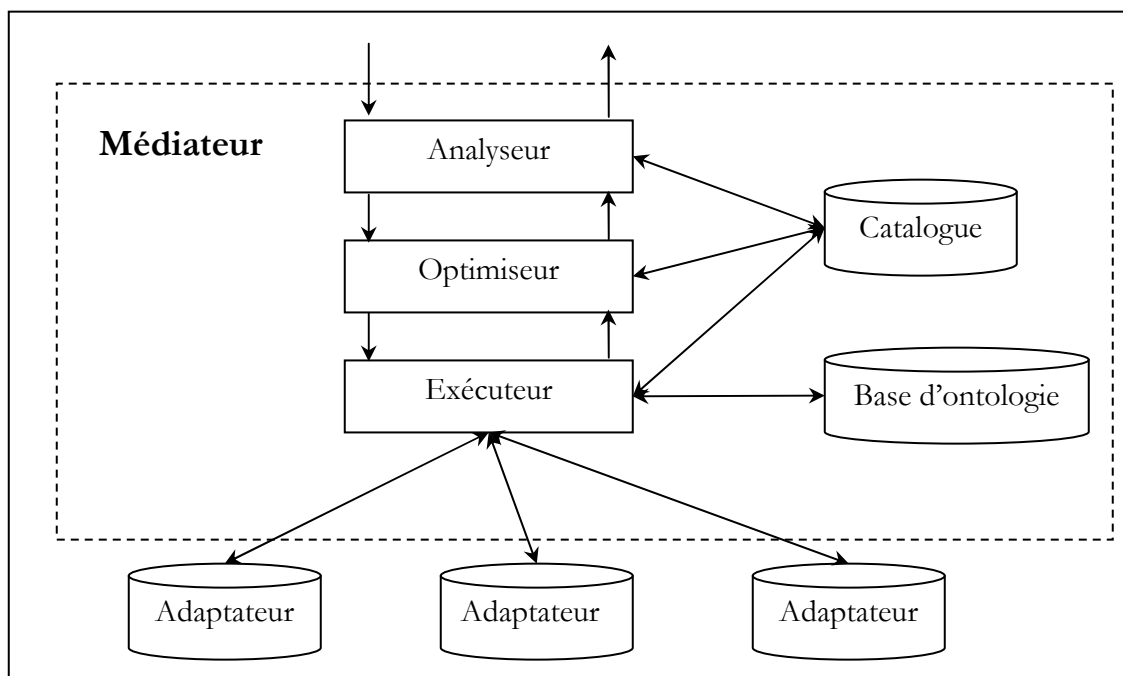 Médiateur
Analyseur
Catalogue
Optimiseur
Exécuteur
Base d’ontologie
Adaptateur
Adaptateur
Adaptateur